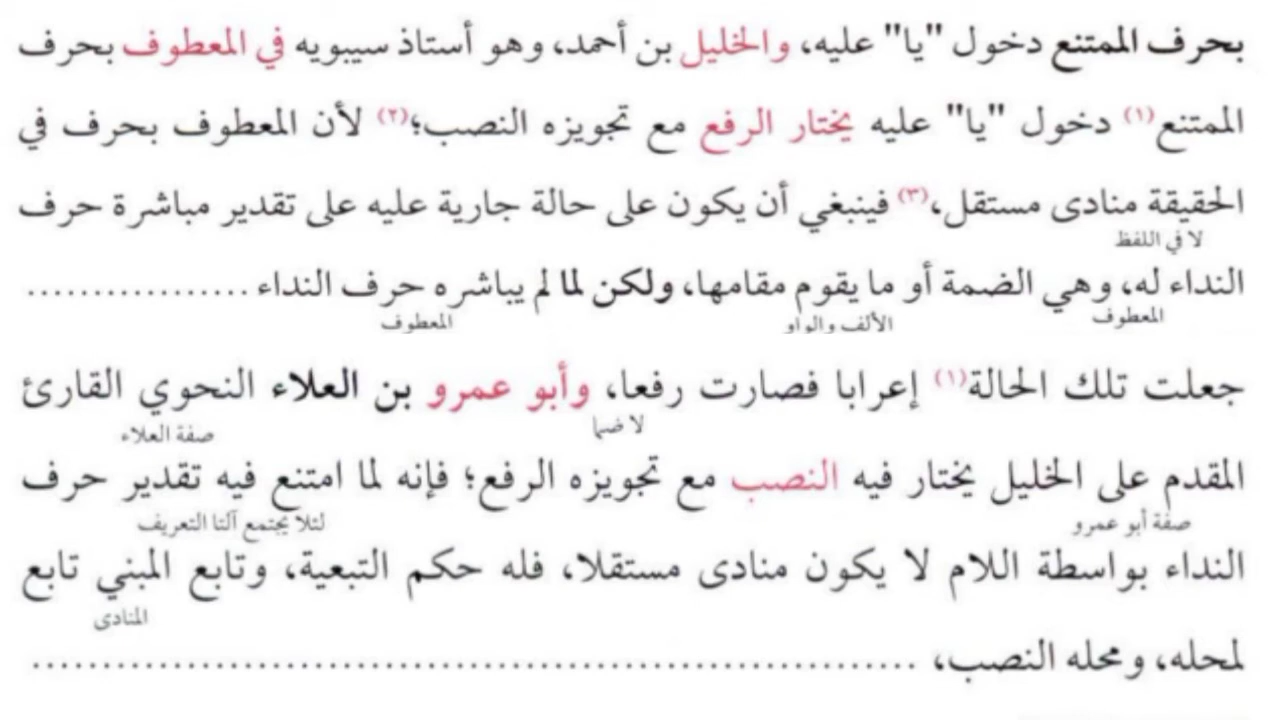 بحرف الممتنع دخول "يا" عليه، والخليل بن أحمد، وهو أستاذ سيبويه في المعطوف بحرف
الممتنع(١) دخول "يا" عليه يختار الرفع مع تجويزه النصب؛(٢) لأن المعطوف بحرف في
الحقيقة منادى مستقل،(٣) فينبغي أن يكون على حالة جارية عليه على تقدير مباشرة حرف
لا في اللفظ
النداء له، وهي الضمة أو ما يقوم مقامها، ولكن لما لم يباشره حرف النداء .................
المعطوف الألف والواو المعطوف
جعلت تلك الحالة(١) إعرابا فصارت رفعا، وأبو عمرو بن العلاء النحوي القارئ
لا ضما صفة العلاء
المقدم على الخليل يختار فيه النصب مع تجويزه الرفع؛ فإنه لما امتنع فيه تقدير حرف
صفة أبو عمرو لئلا يجتمع آلتا التعريف
النداء بواسطة اللام لا يكون منادى مستقلا، فله حكم التبعية، وتابع المبني تابع
المنادى
لمحله، ومحله النصب، ................................................................